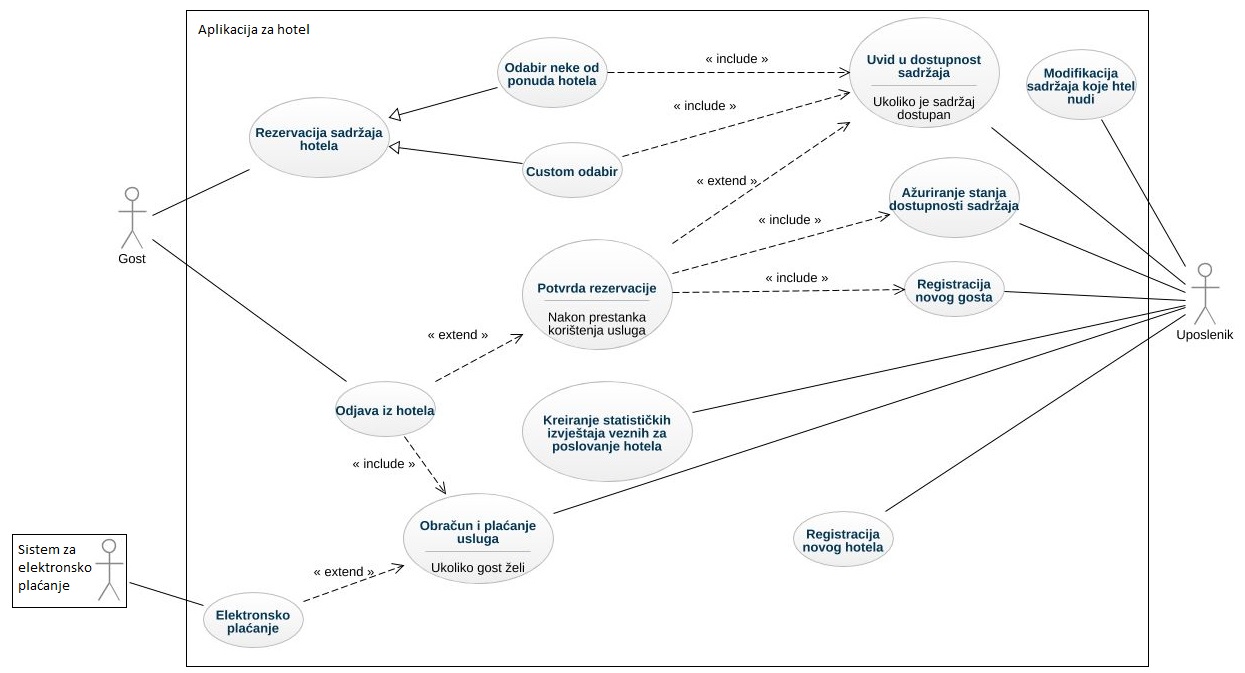 Aplikacija za hotel
Odabir neke od
ponuda hotela
« include »
Uvid u dostupnost
sadržaja
Ukoliko je sadržaj
dostupan
Modifikacija
sadržaja koje htel
nudi
« include »
Rezervacija sadržaja
hotela
Custom odabir
« extend »
Ažuriranje stanja
dostupnosti sadržaja
« include »
Gost
Potvrda rezervacije
Nakon prestanka
korištenja usluga
« include »
Registracija
novog gosta
Uposlenik
« extend »
Odjava iz hotela
Kreiranje statističkih
izvještaja veznih za
poslovanje hotela
« include »
Obračun i plaćanje
usluga
Ukoliko gost želi
Registracija
novog hotela
Sistem za
elektronsko
plaćanje
« extend »
Elektronsko
plaćanje